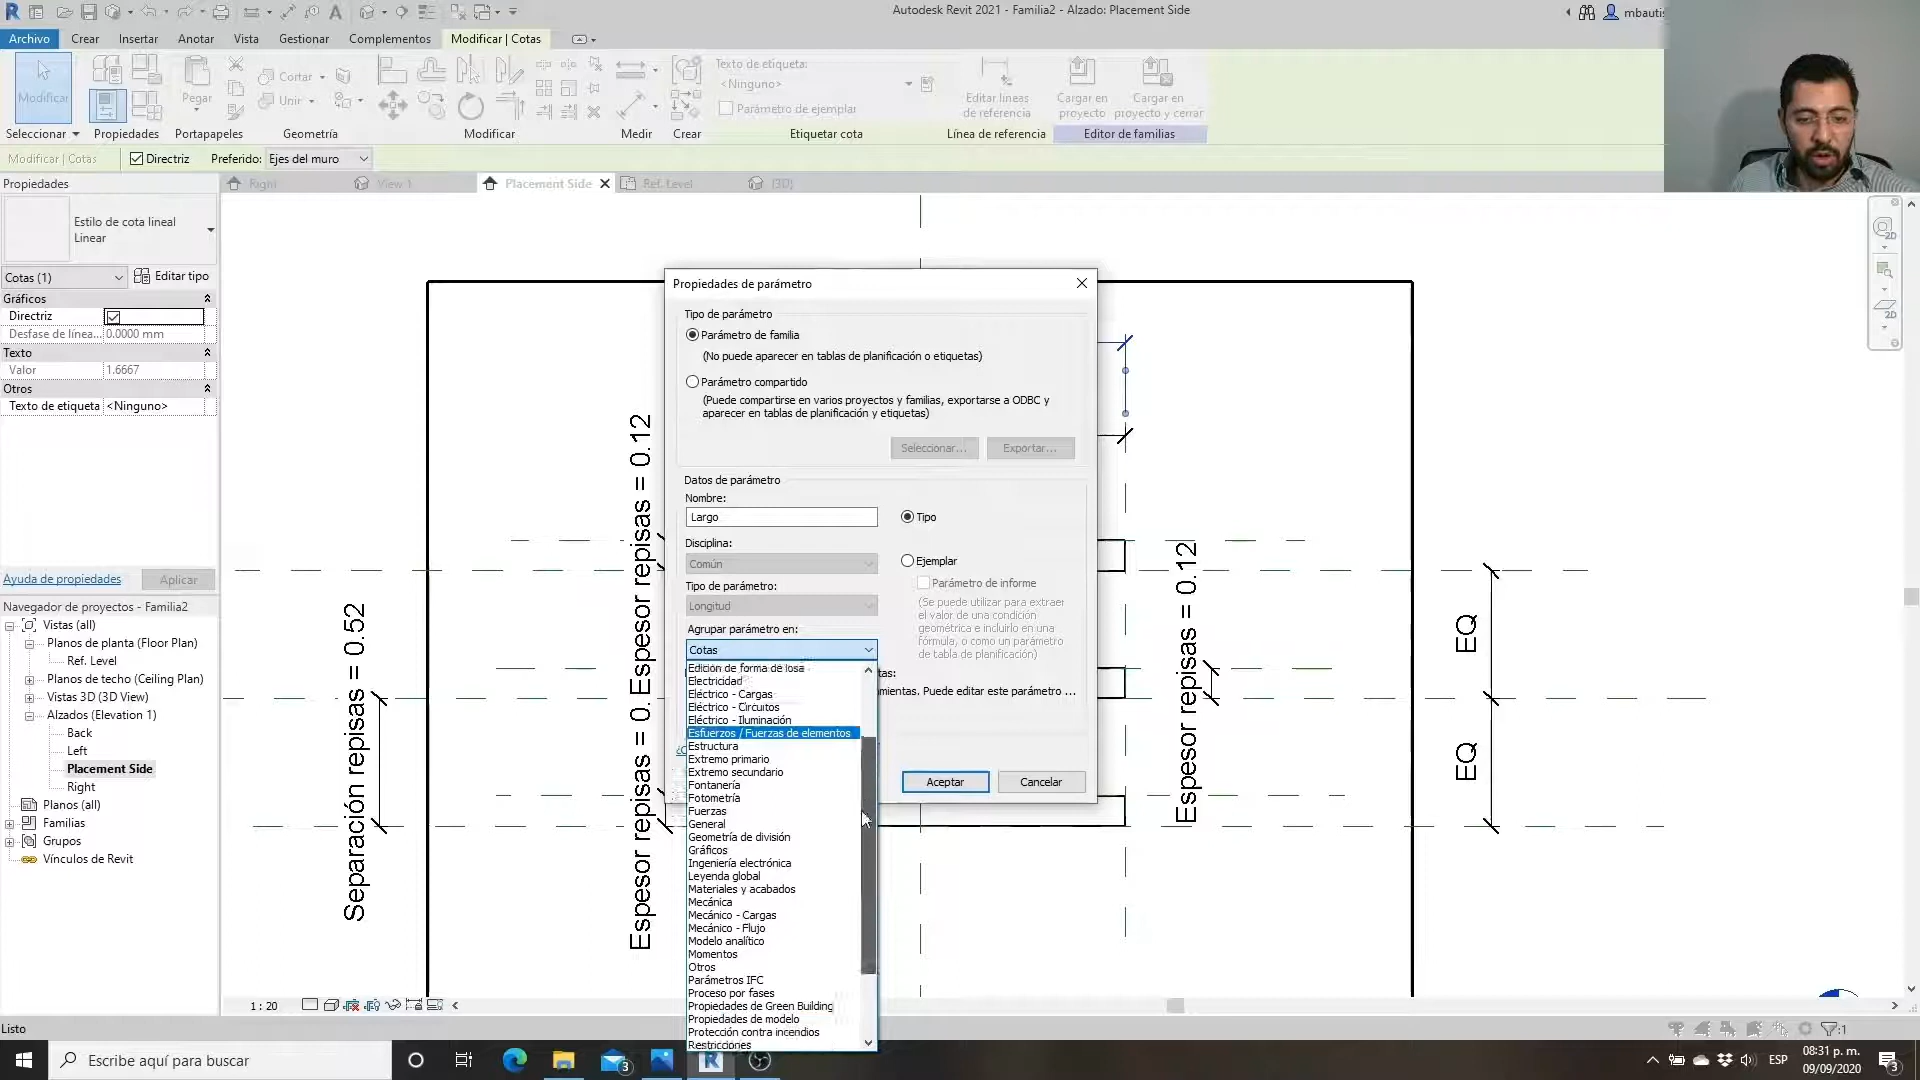 Autodesk Revit 2021 - Familia2 - Alzado: Placement Side
mbautis
Archivo Crear Insertar Anotar Vista Gestionar Complementos Modificar | Cotas
Modificar
Pegar
Cortar
Unir
Texto de etiqueta:
<Ninguno>
Parámetro de ejemplar
Editar líneas de referencia
Cargar en proyecto
Cargar en proyecto y cerrar
Seleccionar Propiedades Portapapeles Geometría Modificar Medir Crear Etiquetar cota Línea de referencia Editor de familias
Modificar | Cotas Directriz Preferido: Ejes del muro
Propiedades
Right View 1 Placement Side Ref. Level {3D}
Estilo de cota lineal
Linear
Cotas (1) Editar tipo
Gráficos
Directriz
Desfase de línea... 0.0000 mm
Texto
Valor 1.6667
Otros
Texto de etiqueta <Ninguno>
Ayuda de propiedades Aplicar
Navegador de proyectos - Familia2
Vistas (all)
Planos de planta (Floor Plan)
Ref. Level
Planos de techo (Ceiling Plan)
Vistas 3D (3D View)
Alzados (Elevation 1)
Back
Left
Placement Side
Right
Planos (all)
Familias
Grupos
Vínculos de Revit
Separación repisas = 0.52
Espesor repisas = 0.
Espesor repisas = 0.12
Espesor repisas = 0.12
EQ
EQ
Propiedades de parámetro
Tipo de parámetro
Parámetro de familia
(No puede aparecer en tablas de planificación o etiquetas)
Parámetro compartido
(Puede compartirse en varios proyectos y familias, exportarse a ODBC y
aparecer en tablas de planificación y etiquetas)
Seleccionar... Exportar...
Datos de parámetro
Nombre:
Largo
Tipo
Disciplina:
Común
Ejemplar
Parámetro de informe
Tipo de parámetro:
Longitud
(Se puede utilizar para extraer
el valor de una condición
geométrica e incluirlo en una
fórmula, o como un parámetro
de tabla de planificación)
Agrupar parámetro en:
Cotas
tas:
amientas. Puede editar este parámetro ...
Aceptar Cancelar
Edición de forma de losa
Electricidad
Eléctrico - Cargas
Eléctrico - Circuitos
Eléctrico - Iluminación
Esfuerzos / Fuerzas de elementos
Estructura
Extremo primario
Extremo secundario
Fontanería
Fotometría
Fuerzas
General
Geometría de división
Gráficos
Ingeniería electrónica
Leyenda global
Materiales y acabados
Mecánica
Mecánico - Cargas
Mecánico - Flujo
Modelo analítico
Momentos
Otros
Parámetros IFC
Proceso por fases
Propiedades de Green Building
Propiedades de modelo
Protección contra incendios
Restricciones
1 : 20
Listo
:1
Escribe aquí para buscar
3
ESP
08:31 p. m.
09/09/2020
3